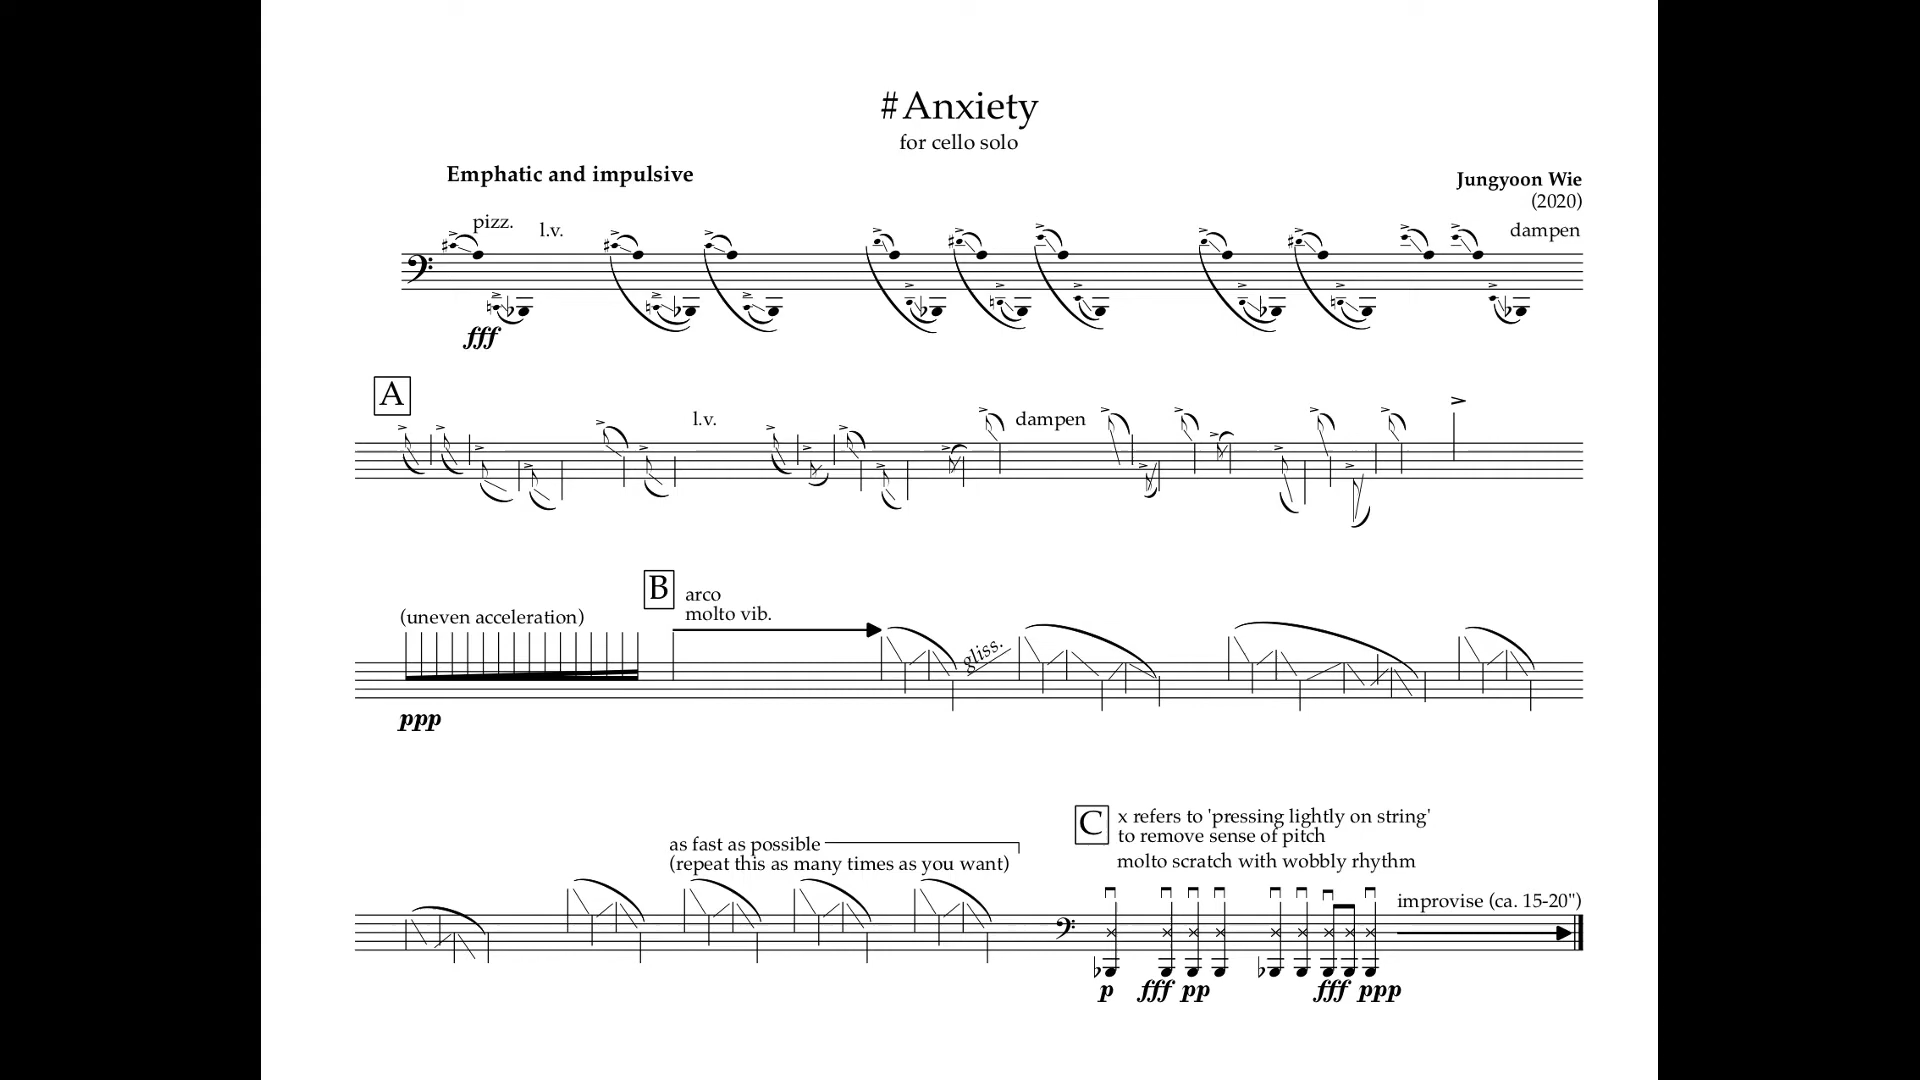 #Anxiety
for cello solo
Emphatic and impulsive
Jungyoon Wie
(2020)
pizz.
l.v.
dampen
fff
A
l.v.
dampen
(uneven acceleration)
B
arco
molto vib.
gliss.
ppp
as fast as possible
(repeat this as many times as you want)
C
x refers to 'pressing lightly on string'
to remove sense of pitch
molto scratch with wobbly rhythm
improvise (ca. 15-20")
p fff pp fff ppp